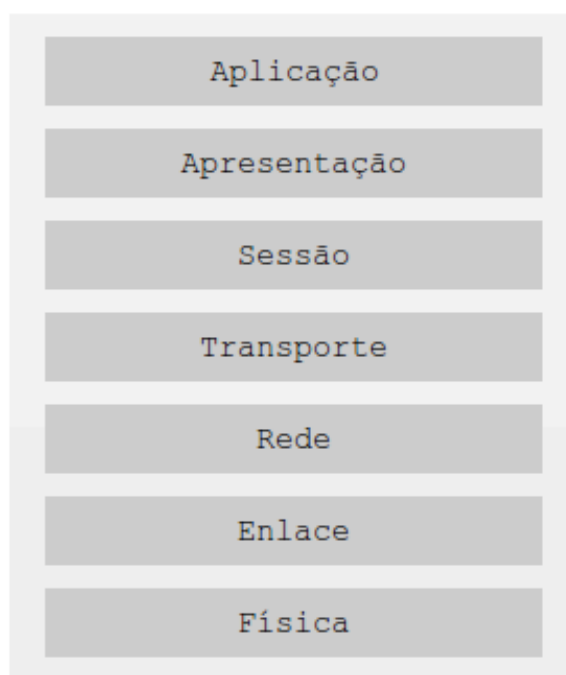 Aplicação
Apresentação
Sessão
Transporte
Rede
Enlace
Física